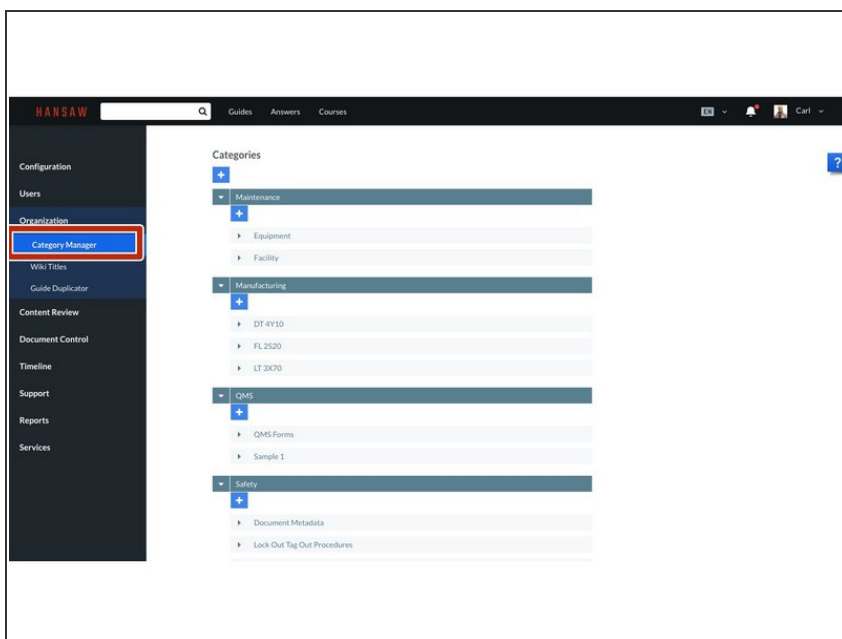 HANSAW
Guides Answers Courses
EN
Carl
Configuration
Users
Organization
Category Manager
Wiki Titles
Guide Duplicator
Content Review
Document Control
Timeline
Support
Reports
Services
Categories
+
Maintenance
+
Equipment
Facility
Manufacturing
+
DT 4Y10
FL 2S20
LT 3X70
QMS
+
QMS Forms
Sample 1
Safety
+
Document Metadata
Lock Out Tag Out Procedures
?